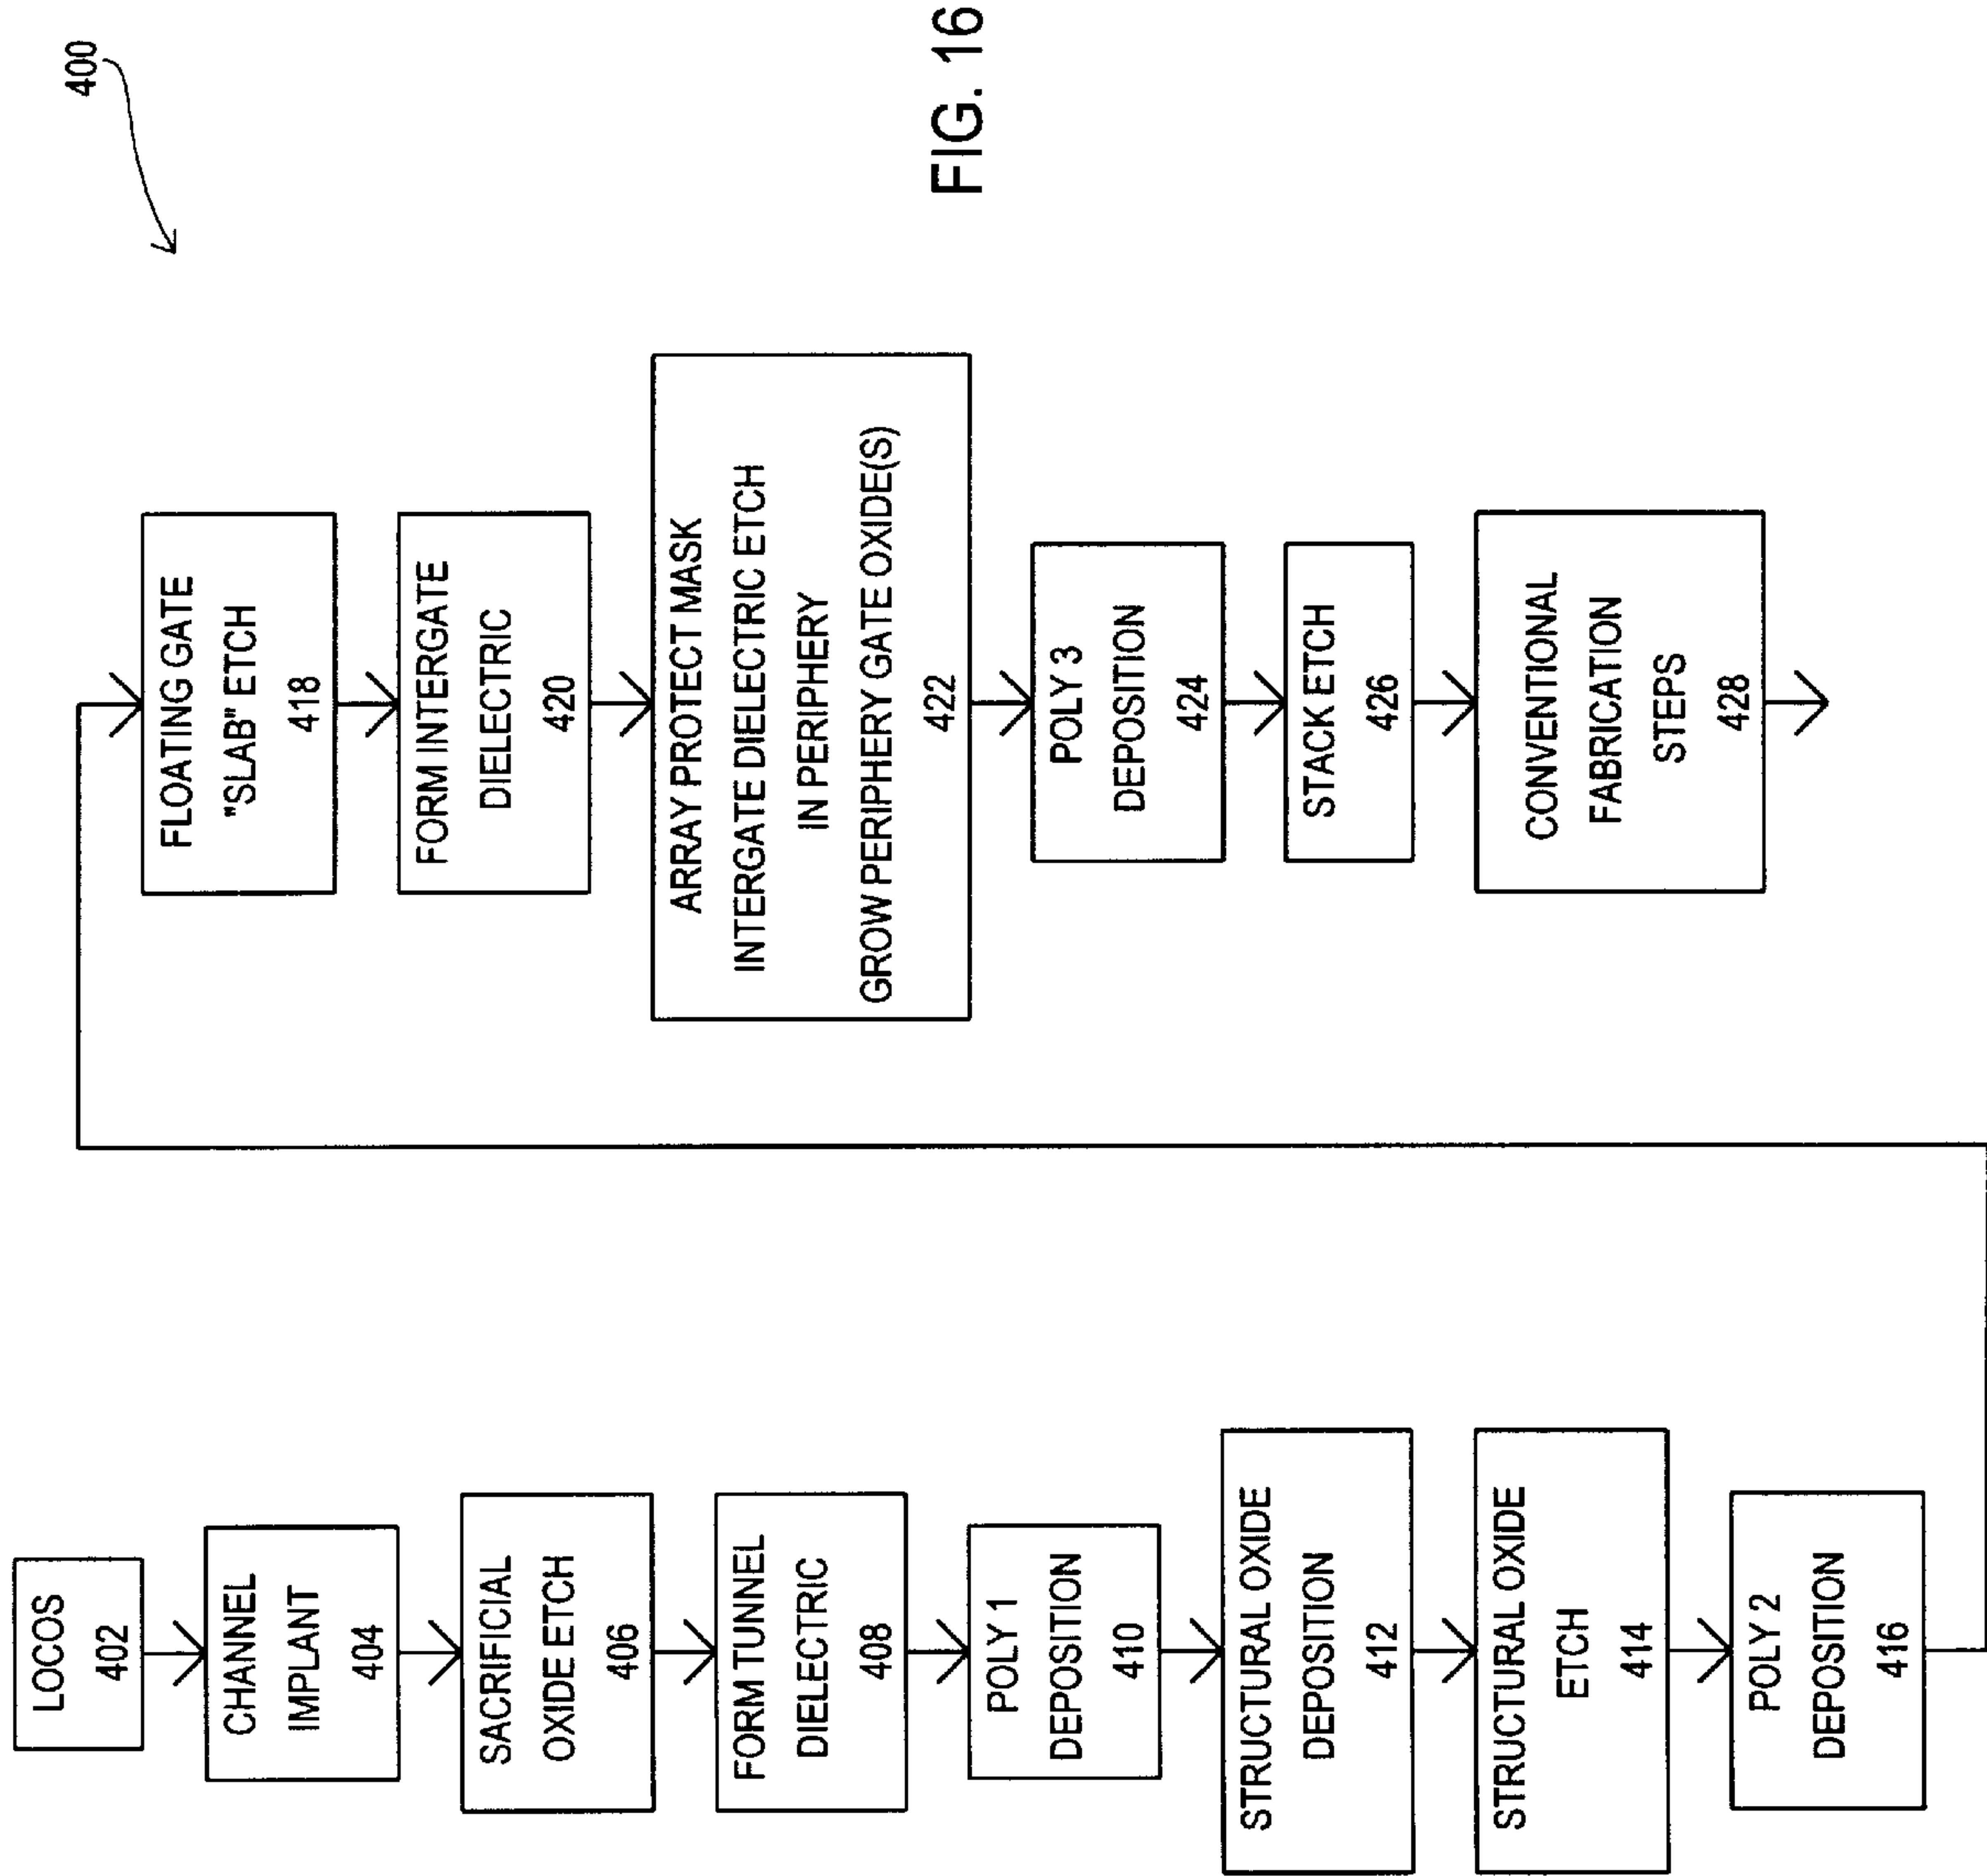 400
LOCOS
402
CHANNEL
IMPLANT
404
SACRIFICIAL
OXIDE ETCH
406
FORM TUNNEL
DIELECTRIC
408
POLY 1
DEPOSITION
410
STRUCTURAL OXIDE
DEPOSITION
412
STRUCTURAL OXIDE
ETCH
414
POLY 2
DEPOSITION
416
FLOATING GATE
"SLAB" ETCH
418
FORM INTERGATE
DIELECTRIC
420
ARRAY PROTECT MASK
INTERGATE DIELECTRIC ETCH
IN PERIPHERY
GROW PERIPHERY GATE OXIDE(S)
422
POLY 3
DEPOSITION
424
STACK ETCH
426
CONVENTIONAL
FABRICATION
STEPS
428
FIG. 16